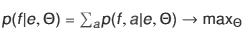 p(f|e, Θ) = ∑ₐp(f, a|e, Θ) → max_Θ